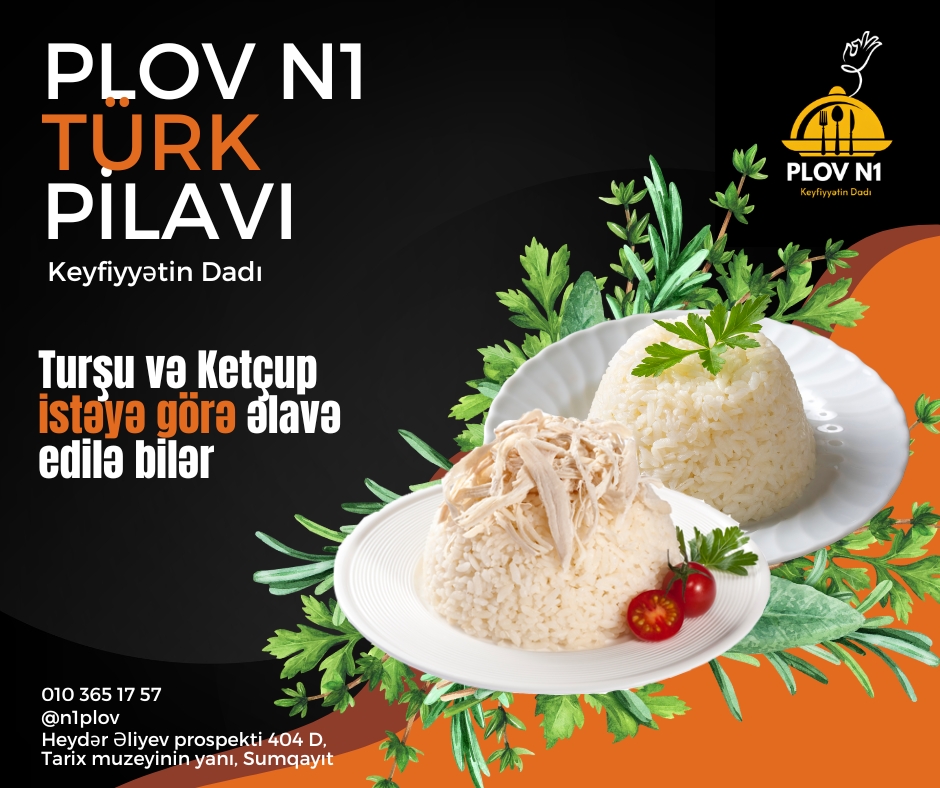 PLOV N1
TÜRK
PİLAVI
Keyfiyyətin Dadı
PLOV N1
Keyfiyyətin Dadı
Turşu və Ketçup
istəyə görə əlavə
edilə bilər
010 365 17 57
@n1plov
Heydər Əliyev prospekti 404 D,
Tarix muzeyinin yanı, Sumqayıt